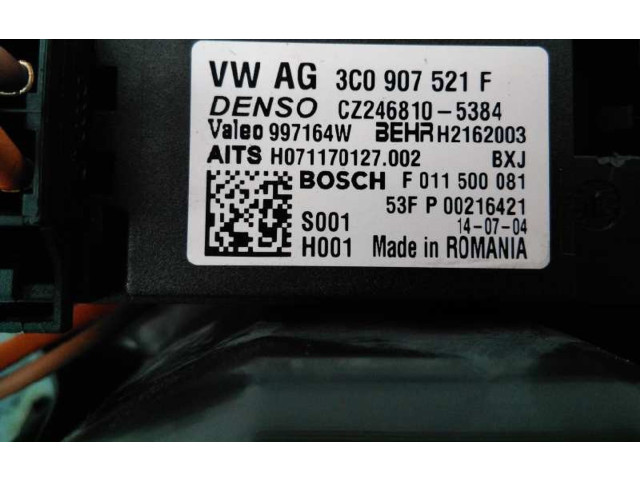 VW AG 3C0 907 521 F
DENSO CZ246810-5384
Valeo 997164W BEHR H2162003
AITS H071170127.002 BXJ
BOSCH F 011 500 081
53F P 00216421
S001 14-07-04
H001 Made in ROMANIA